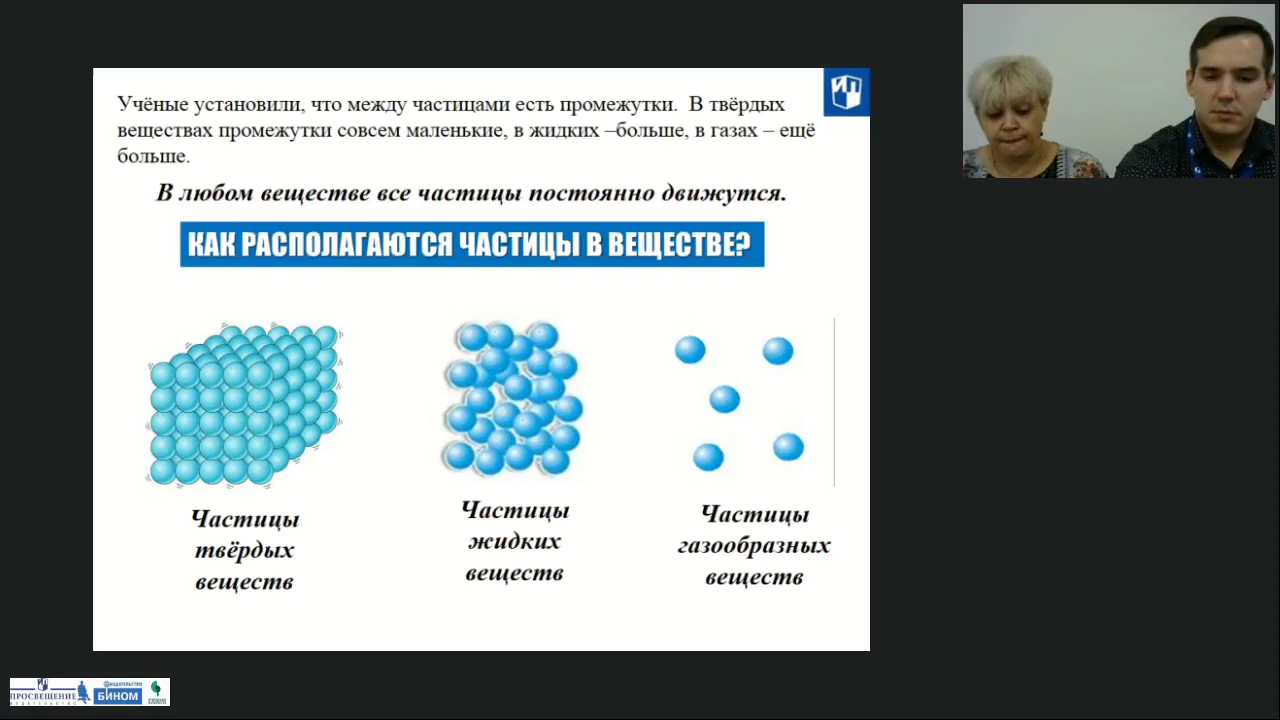 Учёные установили, что между частицами есть промежутки. В твёрдых
веществах промежутки совсем маленькие, в жидких –больше, в газах – ещё
больше.
В любом веществе все частицы постоянно движутся.
КАК РАСПОЛАГАЮТСЯ ЧАСТИЦЫ В ВЕЩЕСТВЕ?
Частицы
твёрдых
веществ
Частицы
жидких
веществ
Частицы
газообразных
веществ
ПРОСВЕЩЕНИЕ
ИЗДАТЕЛЬСТВО
ИЗДАТЕЛЬСТВО
БИНОМ